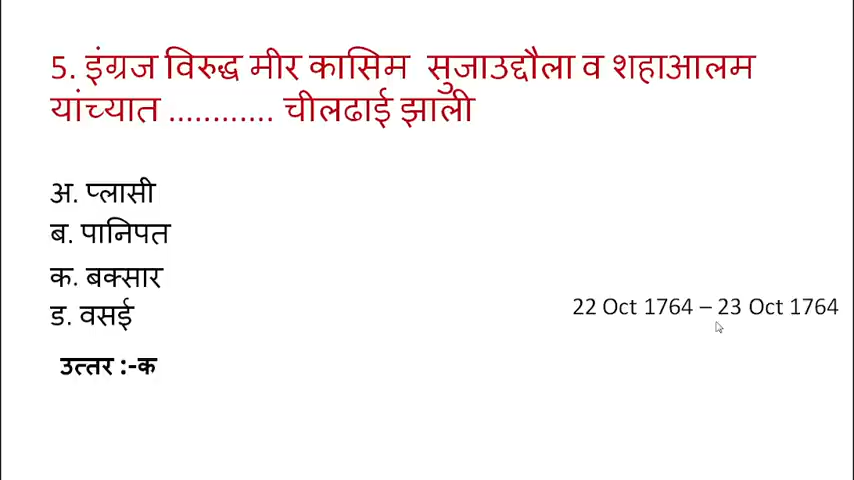 5. इंग्रज विरुद्ध मीर कासिम सुजाउद्दौला व शहाआलम
यांच्यात ............ चीलढाई झाली
अ. प्लासी
ब. पानिपत
क. बक्सार
ड. वसई
22 Oct 1764 – 23 Oct 1764
उत्तर :-क